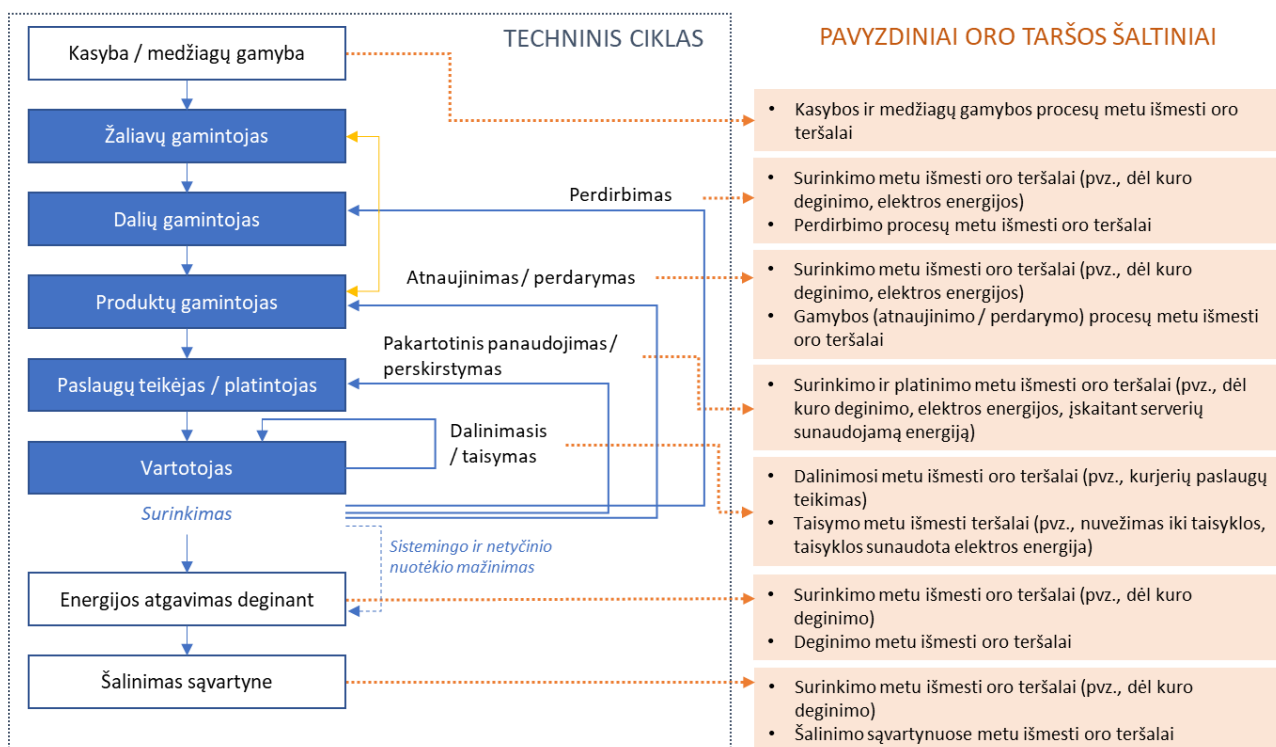 TECHNINIS CIKLAS
PAVYZDINIAI ORO TARŠOS ŠALTINIAI
Kasyba / medžiagų gamyba
Žaliavų gamintojas
Dalių gamintojas
Produktų gamintojas
Paslaugų teikėjas / platintojas
Vartotojas
Surinkimas
Energijos atgavimas deginant
Šalinimas sąvartyne
Perdirbimas
Atnaujinimas / perdarymas
Pakartotinis panaudojimas /
perskirstymas
Dalinimasis
/ taisymas
Sistemingo ir netyčinio
nuotėkio mažinimas
• Kasybos ir medžiagų gamybos procesų metu išmesti oro
teršalai
• Surinkimo metu išmesti oro teršalai (pvz., dėl kuro
deginimo, elektros energijos)
• Perdirbimo procesų metu išmesti oro teršalai
• Surinkimo metu išmesti oro teršalai (pvz., dėl kuro
deginimo, elektros energijos)
• Gamybos (atnaujinimo / perdarymo) procesų metu išmesti
oro teršalai
• Surinkimo ir platinimo metu išmesti oro teršalai (pvz., dėl
kuro deginimo, elektros energijos, įskaitant serverių
sunaudojamą energiją)
• Dalinimosi metu išmesti oro teršalai (pvz., kurjerių paslaugų
teikimas)
• Taisymo metu išmesti teršalai (pvz., nuvežimas iki taisyklos,
taisyklos sunaudota elektros energija)
• Surinkimo metu išmesti oro teršalai (pvz., dėl kuro
deginimo)
• Deginimo metu išmesti oro teršalai
• Surinkimo metu išmesti oro teršalai (pvz., dėl kuro
deginimo)
• Šalinimo sąvartynuose metu išmesti oro teršalai